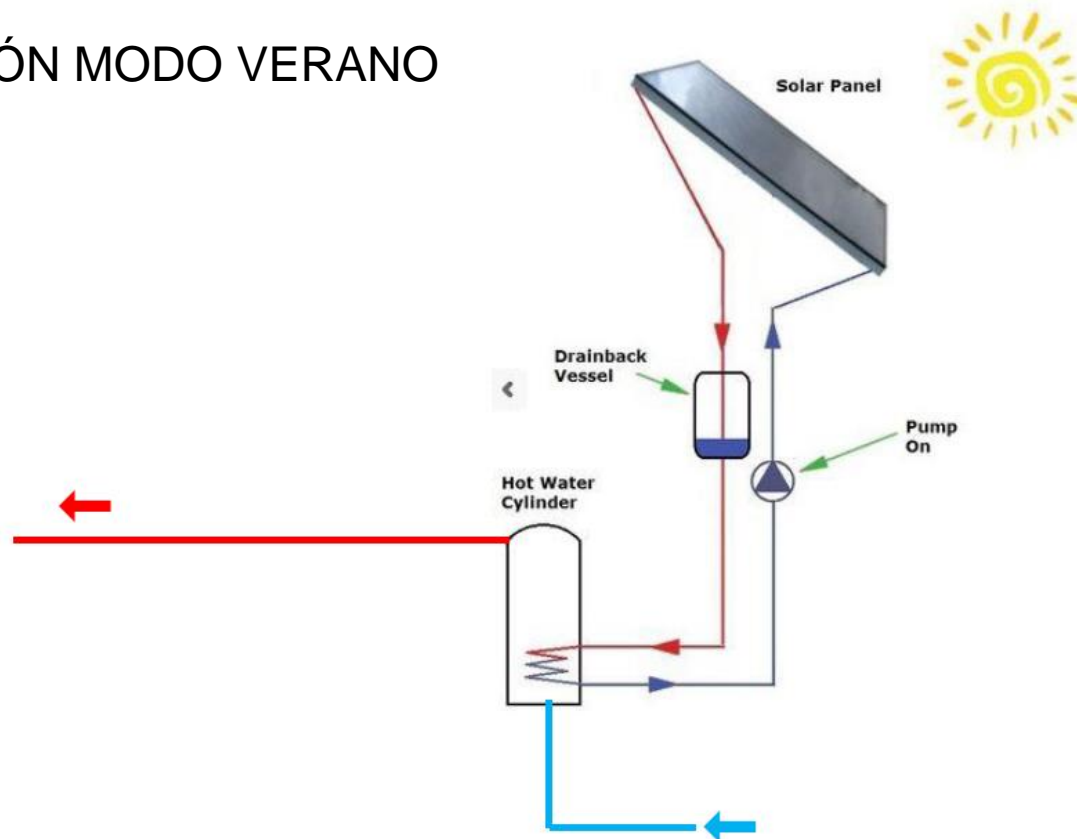 ÓN MODO VERANO
Solar Panel
Drainback
Vessel
Pump
On
Hot Water
Cylinder